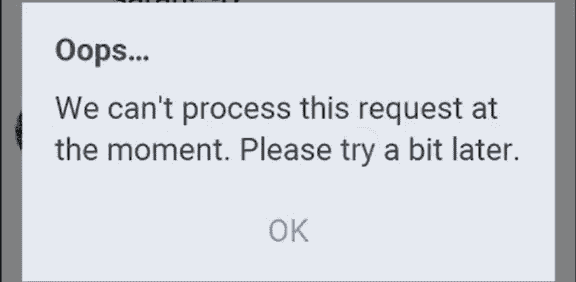 Oops...
We can't process this request at
the moment. Please try a bit later.
OK